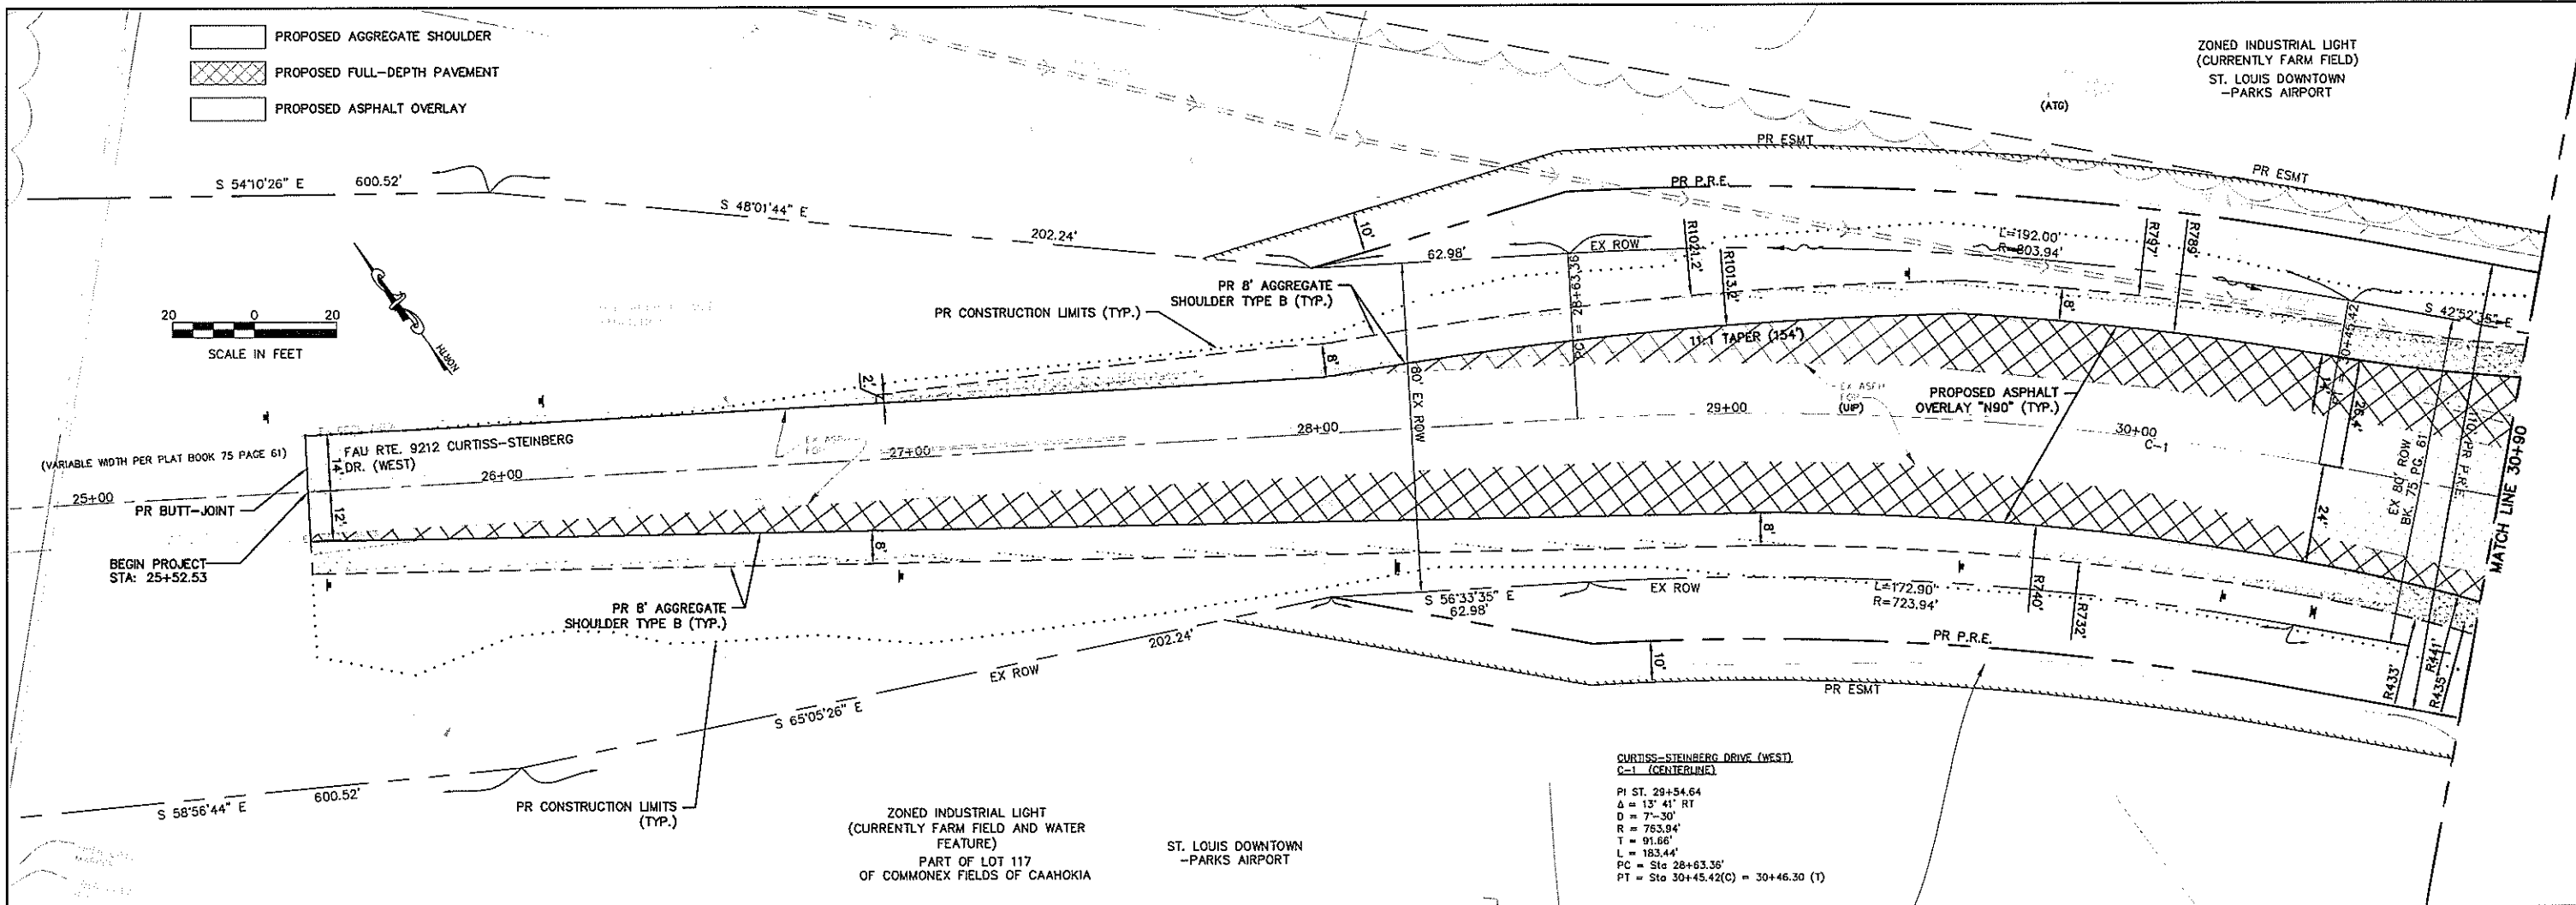 PROPOSED AGGREGATE SHOULDER
PROPOSED FULL-DEPTH PAVEMENT
PROPOSED ASPHALT OVERLAY
ZONED INDUSTRIAL LIGHT
(CURRENTLY FARM FIELD)
ST. LOUIS DOWNTOWN
-PARKS AIRPORT
(ATG)
PR ESMT
PR ESMT
PR P.R.E.
S 54°10'26" E
600.52'
S 48°01'44" E
202.24'
10'
62.98'
EX ROW
R1021.2'
R1013.2'
L=192.00'
R=803.94'
R797'
R789'
S 42°52'35" E
20 0 20
SCALE IN FEET
NORTH
PR 8' AGGREGATE
SHOULDER TYPE B (TYP.)
PR CONSTRUCTION LIMITS (TYP.)
PC = 28+63.36
11:1 TAPER (154')
8'
8'
2'
80' EX ROW
(UIP)
PROPOSED ASPHALT
OVERLAY "N90" (TYP.)
(VARIABLE WIDTH PER PLAT BOOK 75 PAGE 61)
FAU RTE. 9212 CURTISS-STEINBERG
DR. (WEST)
14'
12'
25+00
26+00
27+00
28+00
29+00
30+00
C-1
26.4'
24'
EX 80' ROW
BK. 75 PG. 61'
110' PR P.R.E.
MATCH LINE 30+90
PR BUTT-JOINT
BEGIN PROJECT
STA: 25+52.53
8'
8'
PR 8' AGGREGATE
SHOULDER TYPE B (TYP.)
S 56°33'35" E
62.98'
EX ROW
L=172.90'
R=723.94'
R740'
R732'
PR P.R.E.
10'
PR ESMT
R433'
R441'
R435'
202.24'
EX ROW
S 65°05'26" E
S 58°56'44" E
600.52'
PR CONSTRUCTION LIMITS
(TYP.)
ZONED INDUSTRIAL LIGHT
(CURRENTLY FARM FIELD AND WATER
FEATURE)
PART OF LOT 117
OF COMMONEX FIELDS OF CAAHOKIA
ST. LOUIS DOWNTOWN
-PARKS AIRPORT
CURTISS-STEINBERG DRIVE (WEST)
C-1 (CENTERLINE)
PI ST. 29+54.64
Δ = 13° 41' RT
D = 7°-30'
R = 763.94'
T = 91.66'
L = 183.44'
PC = Sta 28+63.36'
PT = Sta 30+45.42(C) = 30+46.30 (T)